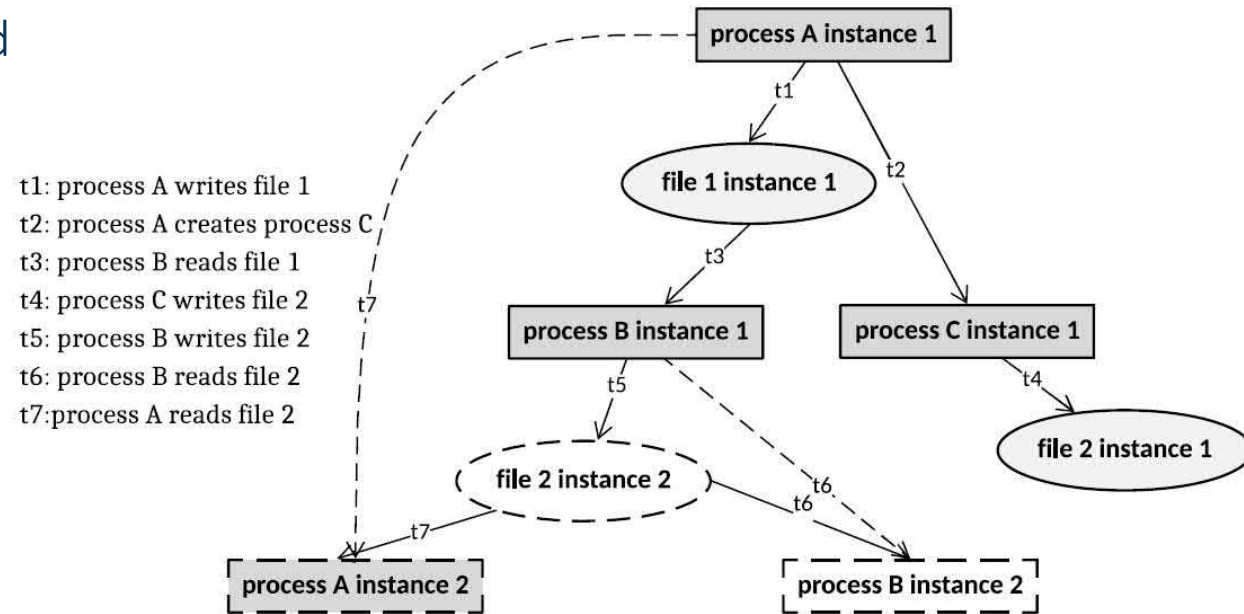 d
process A instance 1
t1
file 1 instance 1
t2
t1: process A writes file 1
t2: process A creates process C
t3: process B reads file 1
t4: process C writes file 2
t5: process B writes file 2
t6: process B reads file 2
t7:process A reads file 2
t3
t7
process B instance 1
process C instance 1
t5
t4
file 2 instance 1
file 2 instance 2
t6
t6
t7
process A instance 2
process B instance 2